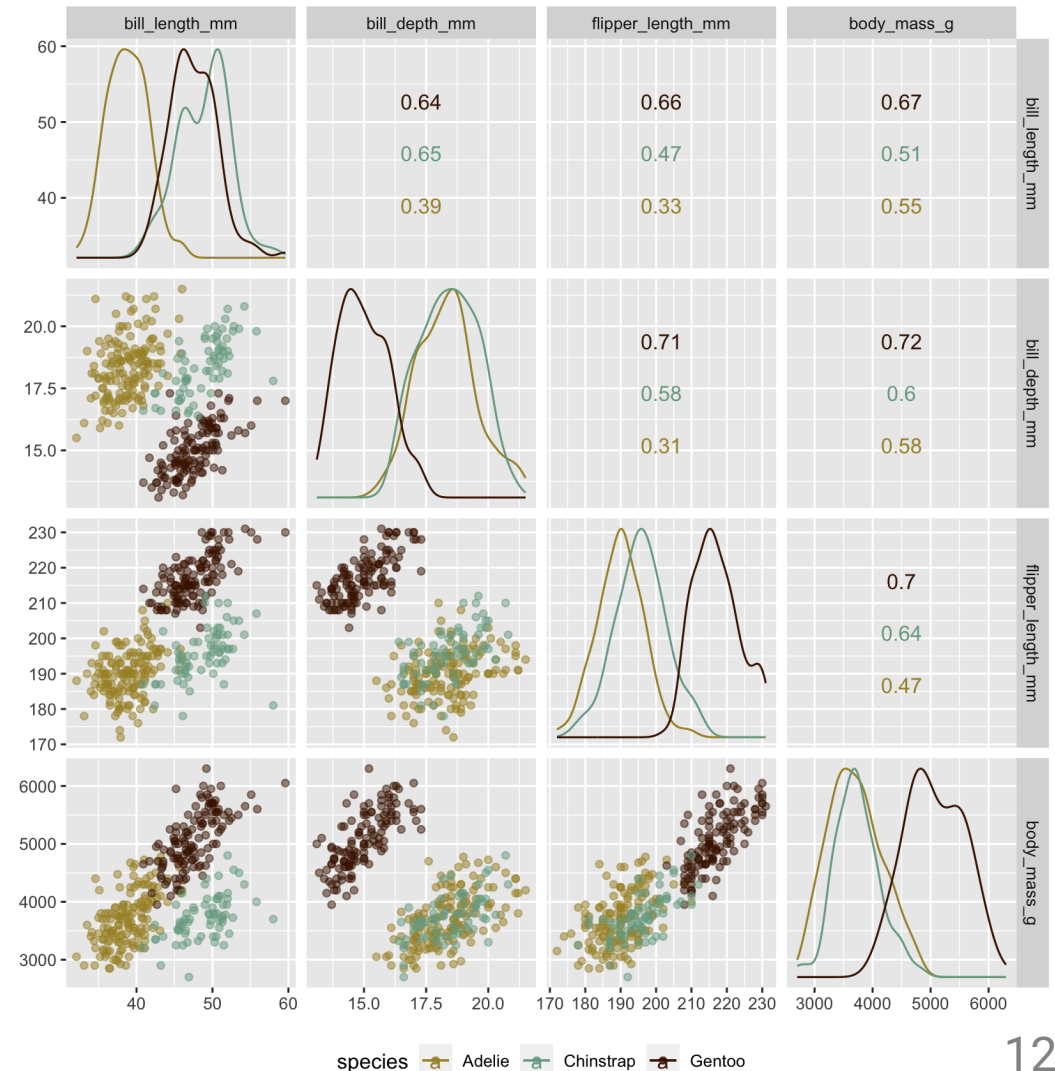 bill_length_mm bill_depth_mm flipper_length_mm body_mass_g
60
50
40
0.64 0.66 0.67
0.65 0.47 0.51
0.39 0.33 0.55
bill_length_mm
20.0
17.5
15.0
0.71 0.72
0.58 0.6
0.31 0.58
bill_depth_mm
230
220
210
200
190
180
170
0.7
0.64
0.47
flipper_length_mm
6000
5000
4000
3000
body_mass_g
40 50 60 15.0 17.5 20.0 170 180 190 200 210 220 230 3000 4000 5000 6000
species a Adelie a Chinstrap a Gentoo
12